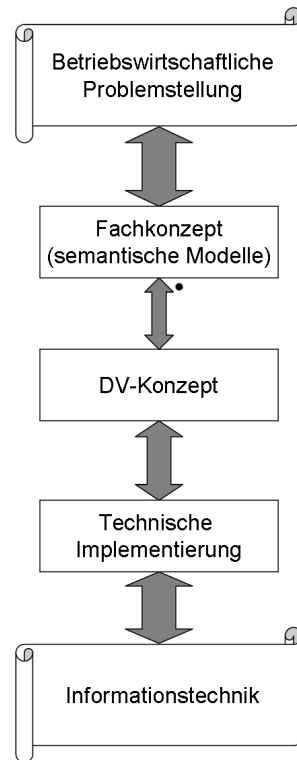 Betriebswirtschaftliche
Problemstellung
Fachkonzept
(semantische Modelle)
DV-Konzept
Technische
Implementierung
Informationstechnik